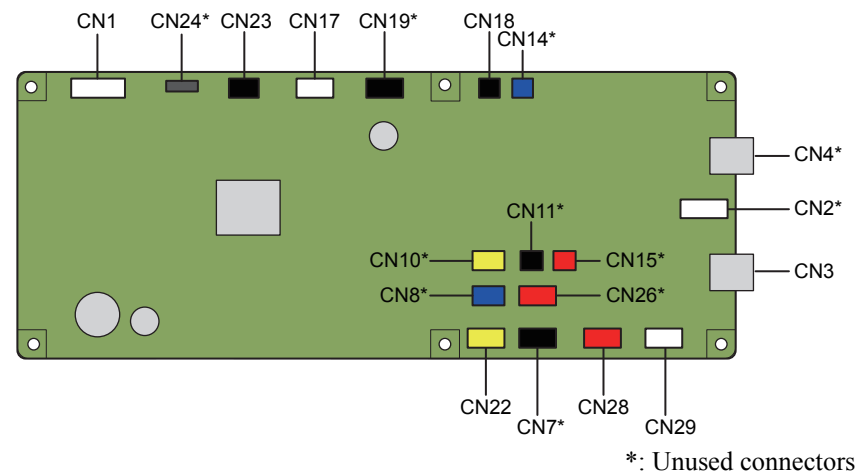 CN1 CN24* CN23 CN17 CN19* CN18
CN14*
CN4*
CN11* CN2*
CN10* CN15*
CN3
CN8* CN26*
CN22 CN28
CN7* CN29
*: Unused connectors